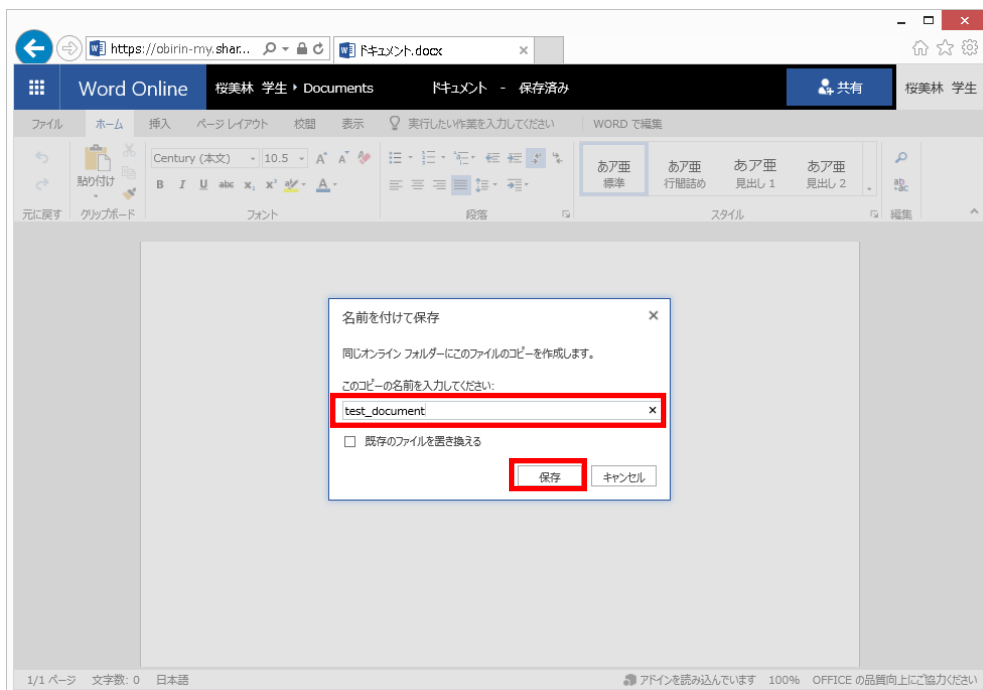 https://obirin-my.shar... ドキュメント.docx
Word Online 桜美林 学生 ▸ Documents ドキュメント - 保存済み 共有 桜美林 学生
ファイル ホーム 挿入 ページ レイアウト 校閲 表示 実行したい作業を入力してください WORD で編集
貼り付け Century (本文) 10.5 A A
B I U abc x₂ x² aby A
あア亜 あア亜 あア亜 あア亜
標準 行間詰め 見出し 1 見出し 2
元に戻す クリップボード フォント 段落 スタイル 編集
名前を付けて保存
同じオンライン フォルダーにこのファイルのコピーを作成します。
このコピーの名前を入力してください:
test_document
既存のファイルを置き換える
保存 キャンセル
1/1 ページ 文字数: 0 日本語 アドインを読み込んでいます 100% OFFICE の品質向上にご協力ください